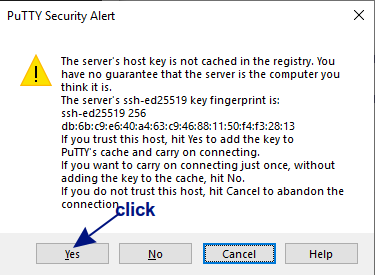 PuTTY Security Alert
The server's host key is not cached in the registry. You
have no guarantee that the server is the computer you
think it is.
The server's ssh-ed25519 key fingerprint is:
ssh-ed25519 256
db:6b:c9:e6:40:a4:63:c9:46:88:11:50:f4:f3:28:13
If you trust this host, hit Yes to add the key to
PuTTY's cache and carry on connecting.
If you want to carry on connecting just once, without
adding the key to the cache, hit No.
If you do not trust this host, hit Cancel to abandon the
connection.
click
Yes
No
Cancel
Help